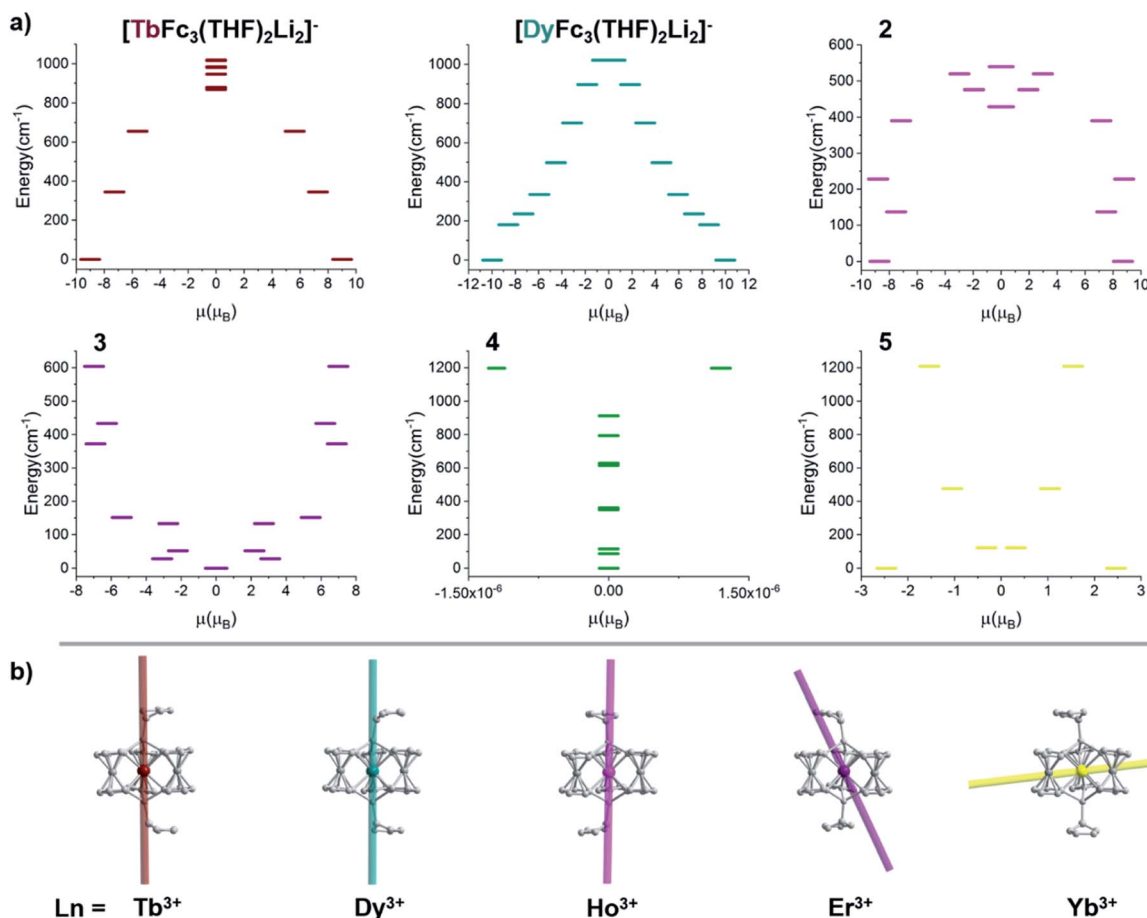 a)
[TbFc₃(THF)₂Li₂]⁻
[DyFc₃(THF)₂Li₂]⁻
2
Energy(cm⁻¹)
1000
800
600
400
200
0
-10 -8 -6 -4 -2 0 2 4 6 8 10
μ(μ_B)
Energy(cm⁻¹)
1000
800
600
400
200
0
-12 -10 -8 -6 -4 -2 0 2 4 6 8 10 12
μ(μ_B)
Energy(cm⁻¹)
600
500
400
300
200
100
0
-10 -8 -6 -4 -2 0 2 4 6 8 10
μ(μ_B)
3
4
5
Energy(cm⁻¹)
600
500
400
300
200
100
0
-8 -6 -4 -2 0 2 4 6 8
μ(μ_B)
Energy(cm⁻¹)
1200
1000
800
600
400
200
0
-1.50x10⁻⁶ 0.00 1.50x10⁻⁶
μ(μ_B)
Energy(cm⁻¹)
1200
1000
800
600
400
200
0
-3 -2 -1 0 1 2 3
μ(μ_B)
b)
Ln = Tb³⁺ Dy³⁺ Ho³⁺ Er³⁺ Yb³⁺